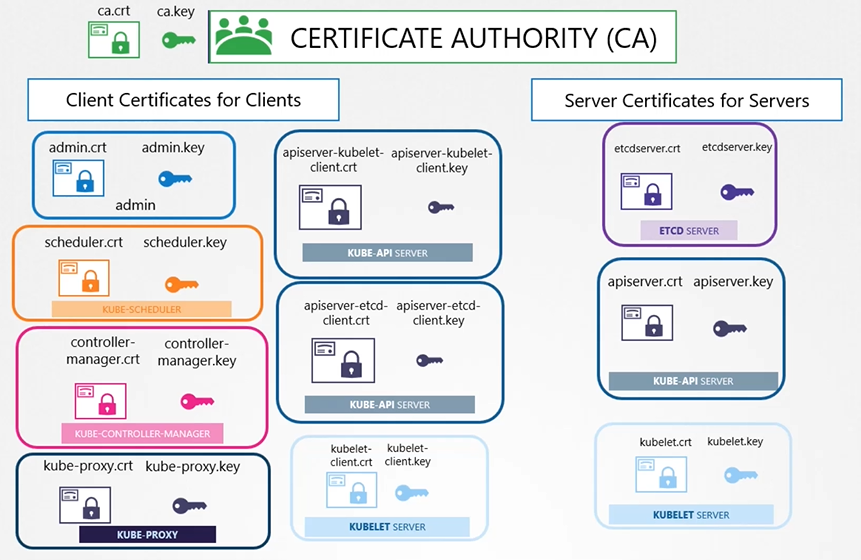 ca.crt
ca.key
CERTIFICATE AUTHORITY (CA)
Client Certificates for Clients
admin.crt
admin.key
admin
scheduler.crt
scheduler.key
KUBE-SCHEDULER
controller-
manager.crt
controller-
manager.key
KUBE-CONTROLLER-MANAGER
kube-proxy.crt
kube-proxy.key
KUBE-PROXY
apiserver-kubelet-
client.crt
apiserver-kubelet-
client.key
KUBE-API SERVER
apiserver-etcd-
client.crt
apiserver-etcd-
client.key
KUBE-API SERVER
kubelet-
client.crt
kubelet-
client.key
KUBELET SERVER
Server Certificates for Servers
etcdserver.crt
etcdserver.key
ETCD SERVER
apiserver.crt
apiserver.key
KUBE-API SERVER
kubelet.crt
kubelet.key
KUBELET SERVER